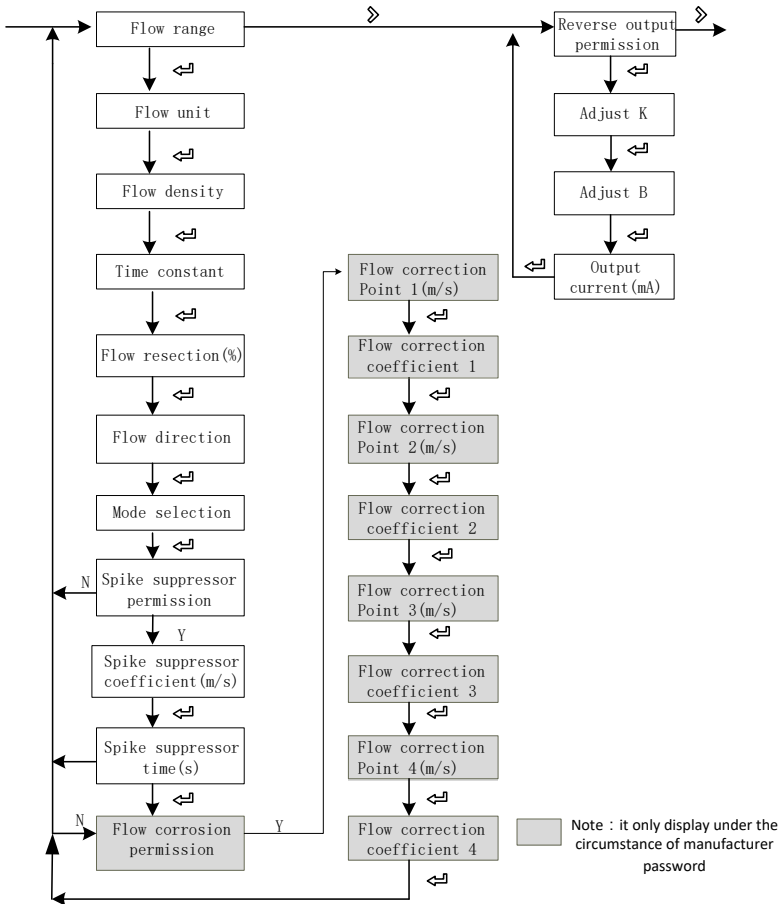 Flow range
Flow unit
Flow density
Time constant
Flow resection(%)
Flow direction
Mode selection
N
Spike suppressor
permission
Y
Spike suppressor
coefficient(m/s)
Spike suppressor
time(s)
N
Flow corrosion
permission
Y
Flow correction
Point 1(m/s)
Flow correction
coefficient 1
Flow correction
Point 2(m/s)
Flow correction
coefficient 2
Flow correction
Point 3(m/s)
Flow correction
coefficient 3
Flow correction
Point 4(m/s)
Flow correction
coefficient 4
Reverse output
permission
Adjust K
Adjust B
Output
current(mA)
Note：it only display under the
circumstance of manufacturer
password